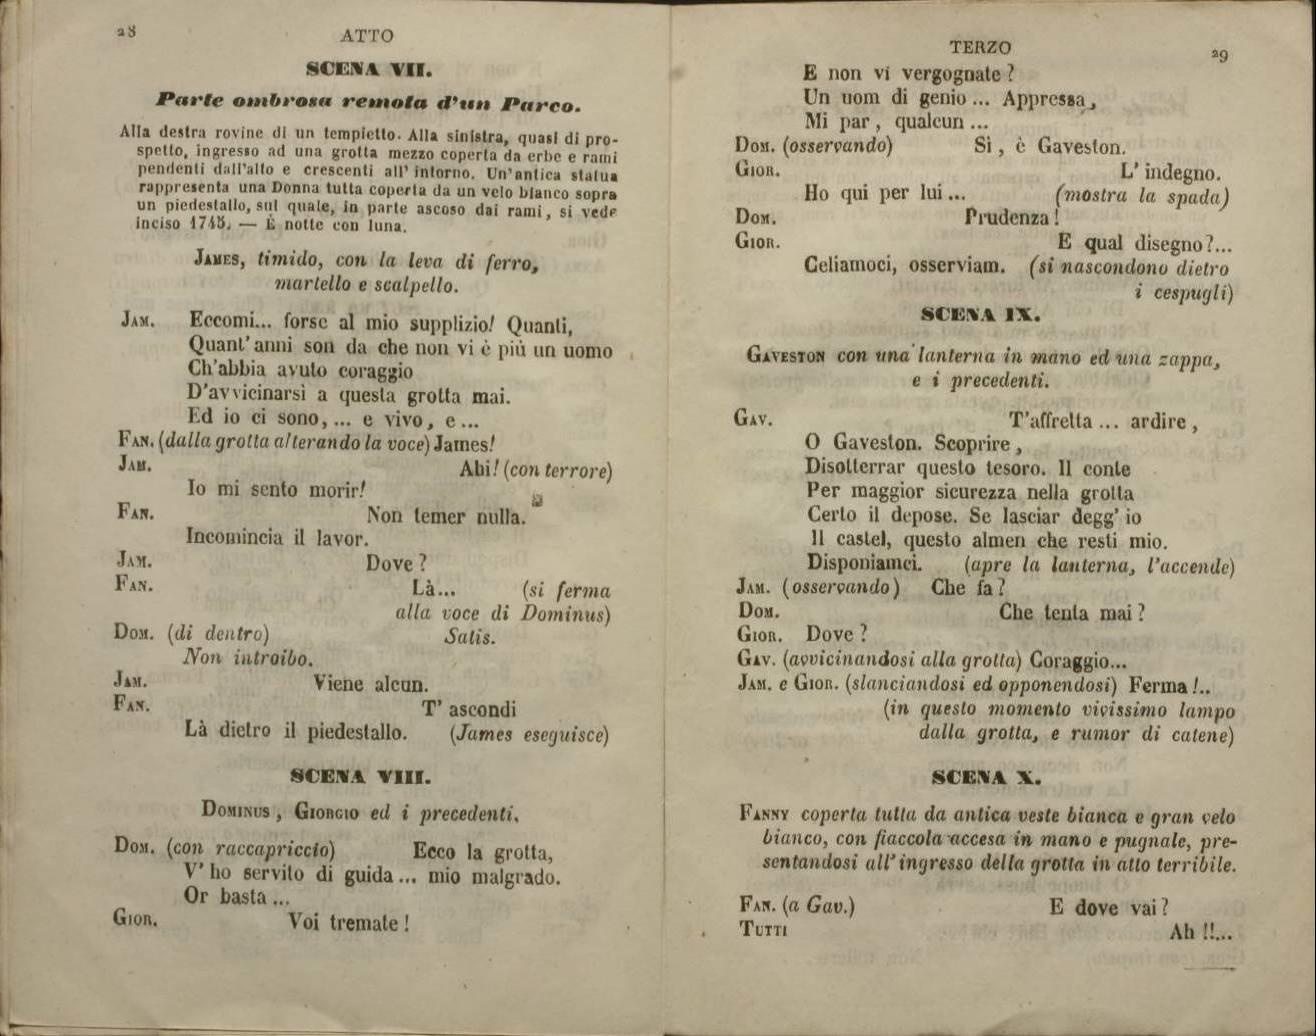 28
ATTO
SCENA VII.
Parte ombrosa remota d'un Parco.
Alla destra rovine di un tempietto. Alla sinistra, quasi di pro-
spetto, ingresso ad una grotta mezzo coperta da erbe e rami
pendenti dall'alto e crescenti all' intorno. Un'antica statua
rappresenta una Donna tutta coperta da un velo bianco sopra
un piedestallo, sul quale, in parte ascoso dai rami, si vede
inciso 1745. — È notte con luna.
JAMES, timido, con la leva di ferro,
martello e scalpello.
JAM. Eccomi... forse al mio supplizio! Quanti,
Quant' anni son da che non vi è più un uomo
Ch'abbia avuto coraggio
D'avvicinarsi a questa grotta mai.
Ed io ci sono, ... e vivo, e ...
FAN. (dalla grotta alterando la voce) James!
JAM. Ahi! (con terrore)
Io mi sento morir!
FAN. Non temer nulla.
Incomincia il lavor.
JAM. Dove?
FAN. Là... (si ferma
alla voce di Dominus)
DOM. (di dentro) Satis.
Non introibo.
JAM. Viene alcun.
FAN. T' ascondi
Là dietro il piedestallo. (James eseguisce)
SCENA VIII.
DOMINUS, GIORGIO ed i precedenti.
DOM. (con raccapriccio) Ecco la grotta,
V' ho servito di guida ... mio malgrado.
Or basta ...
GIOR. Voi tremate!
TERZO
29
E non vi vergognate?
Un uom di genio ... Appressa,
Mi par, qualcun ...
DOM. (osservando) Sì, è Gaveston.
GIOR. L' indegno.
Ho qui per lui ... (mostra la spada)
DOM. Prudenza!
GIOR. E qual disegno?...
Celiamoci, osserviam. (si nascondono dietro
i cespugli)
SCENA IX.
GAVESTON con una lanterna in mano ed una zappa,
e i precedenti.
GAV. T'affretta ... ardire,
O Gaveston. Scoprire,
Disotterrar questo tesoro. Il conte
Per maggior sicurezza nella grotta
Certo il depose. Se lasciar degg' io
Il castel, questo almen che resti mio.
Disponiamci. (apre la lanterna, l'accende)
JAM. (osservando) Che fa?
DOM. Che tenta mai?
GIOR. Dove?
GAV. (avvicinandosi alla grotta) Coraggio...
JAM. e GIOR. (slanciandosi ed opponendosi) Ferma!..
(in questo momento vivissimo lampo
dalla grotta, e rumor di catene)
SCENA X.
FANNY coperta tutta da antica veste bianca e gran velo
bianco, con fiaccola accesa in mano e pugnale, pre-
sentandosi all' ingresso della grotta in atto terribile.
FAN. (a Gav.) E dove vai?
TUTTI Ah !!...